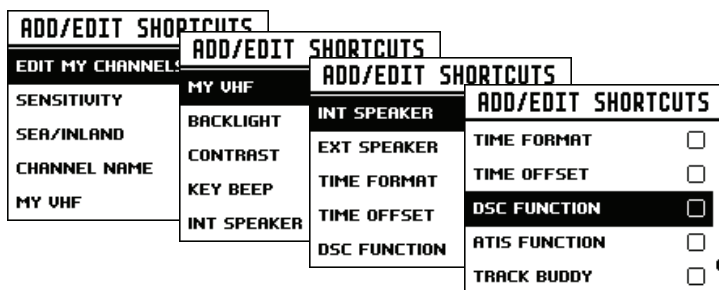 ADD/EDIT SHORTCUTS
EDIT MY CHANNELS
SENSITIVITY
SEA/INLAND
CHANNEL NAME
MY VHF
ADD/EDIT SHORTCUTS
MY VHF
BACKLIGHT
CONTRAST
KEY BEEP
INT SPEAKER
ADD/EDIT SHORTCUTS
INT SPEAKER
EXT SPEAKER
TIME FORMAT
TIME OFFSET
DSC FUNCTION
ADD/EDIT SHORTCUTS
TIME FORMAT
TIME OFFSET
DSC FUNCTION
ATIS FUNCTION
TRACK BUDDY